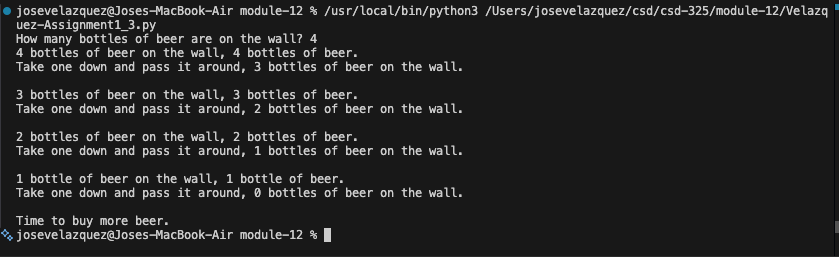 josevelazquez@Joses-MacBook-Air module-12 % /usr/local/bin/python3 /Users/josevelazquez/csd/csd-325/module-12/Velazq
uez-Assignment1_3.py
How many bottles of beer are on the wall? 4
4 bottles of beer on the wall, 4 bottles of beer.
Take one down and pass it around, 3 bottles of beer on the wall.
3 bottles of beer on the wall, 3 bottles of beer.
Take one down and pass it around, 2 bottles of beer on the wall.
2 bottles of beer on the wall, 2 bottles of beer.
Take one down and pass it around, 1 bottles of beer on the wall.
1 bottle of beer on the wall, 1 bottle of beer.
Take one down and pass it around, 0 bottles of beer on the wall.
Time to buy more beer.
josevelazquez@Joses-MacBook-Air module-12 %